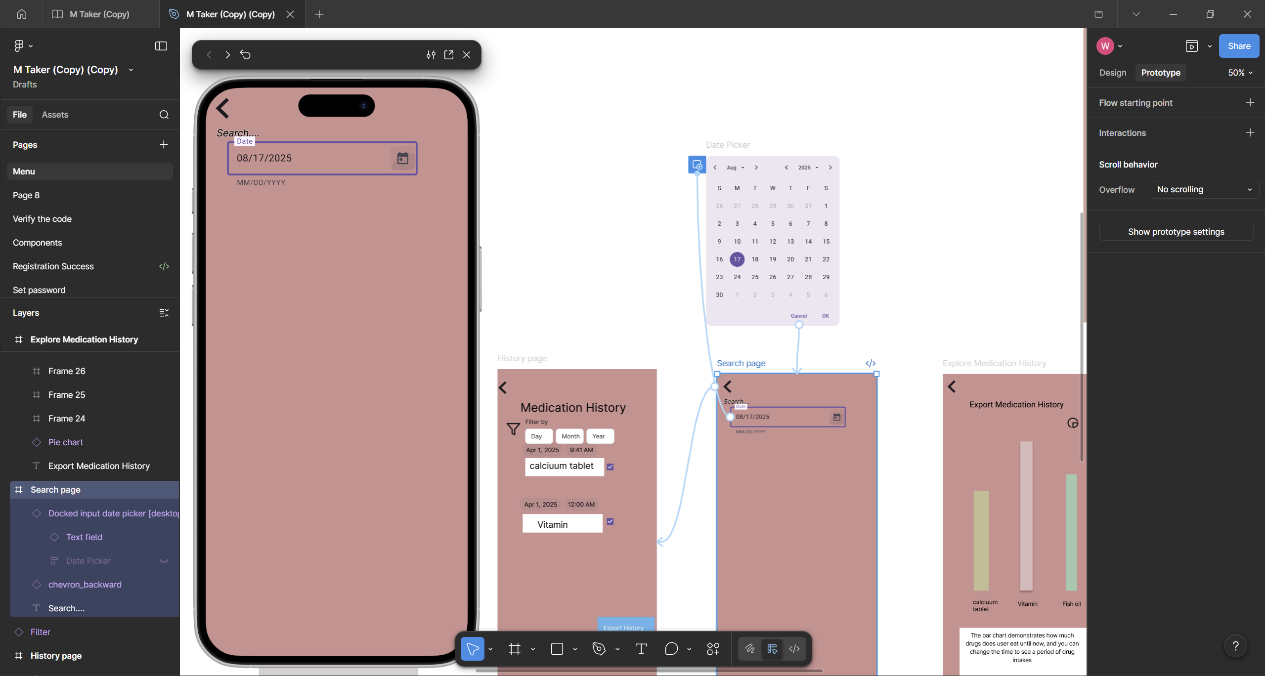 M Taker (Copy)
M Taker (Copy) (Copy)
M Taker (Copy) (Copy)
Drafts
File
Assets
Pages
Menu
Page 8
Verify the code
Components
Registration Success
Set password
Layers
Explore Medication History
Frame 26
Frame 25
Frame 24
Pie chart
Export Medication History
Search page
Docked input date picker [deskto
Text field
Date Picker
chevron_backward
Search....
Filter
History page
Search....
Date
08/17/2025
MM/DD/YYYY
Date Picker
Aug
2025
S M T W T F S
26 27 28 29 30 31 1
2 3 4 5 6 7 8
9 10 11 12 13 14 15
16 17 18 19 20 21 22
23 24 25 26 27 28 29
30 1 2 3 4 5 6
Cancel
OK
History page
Medication History
Filter by
Day
Month
Year
Apr 1, 2025
9:41 AM
calciuum tablet
Apr 1, 2025
12:00 AM
Vitamin
Export History
Search page
Search....
Date
08/17/2025
MM/DD/YYYY
Explore Medication History
Export Medication History
calciuum
tablet
Vitamin
Fish oil
The bar chart demonstrates how much
drugs does user eat until now, and you can
change the time to see a period of drug
intakes
W
Share
Design
Prototype
50%
Flow starting point
Interactions
Scroll behavior
Overflow
No scrolling
Show prototype settings
?